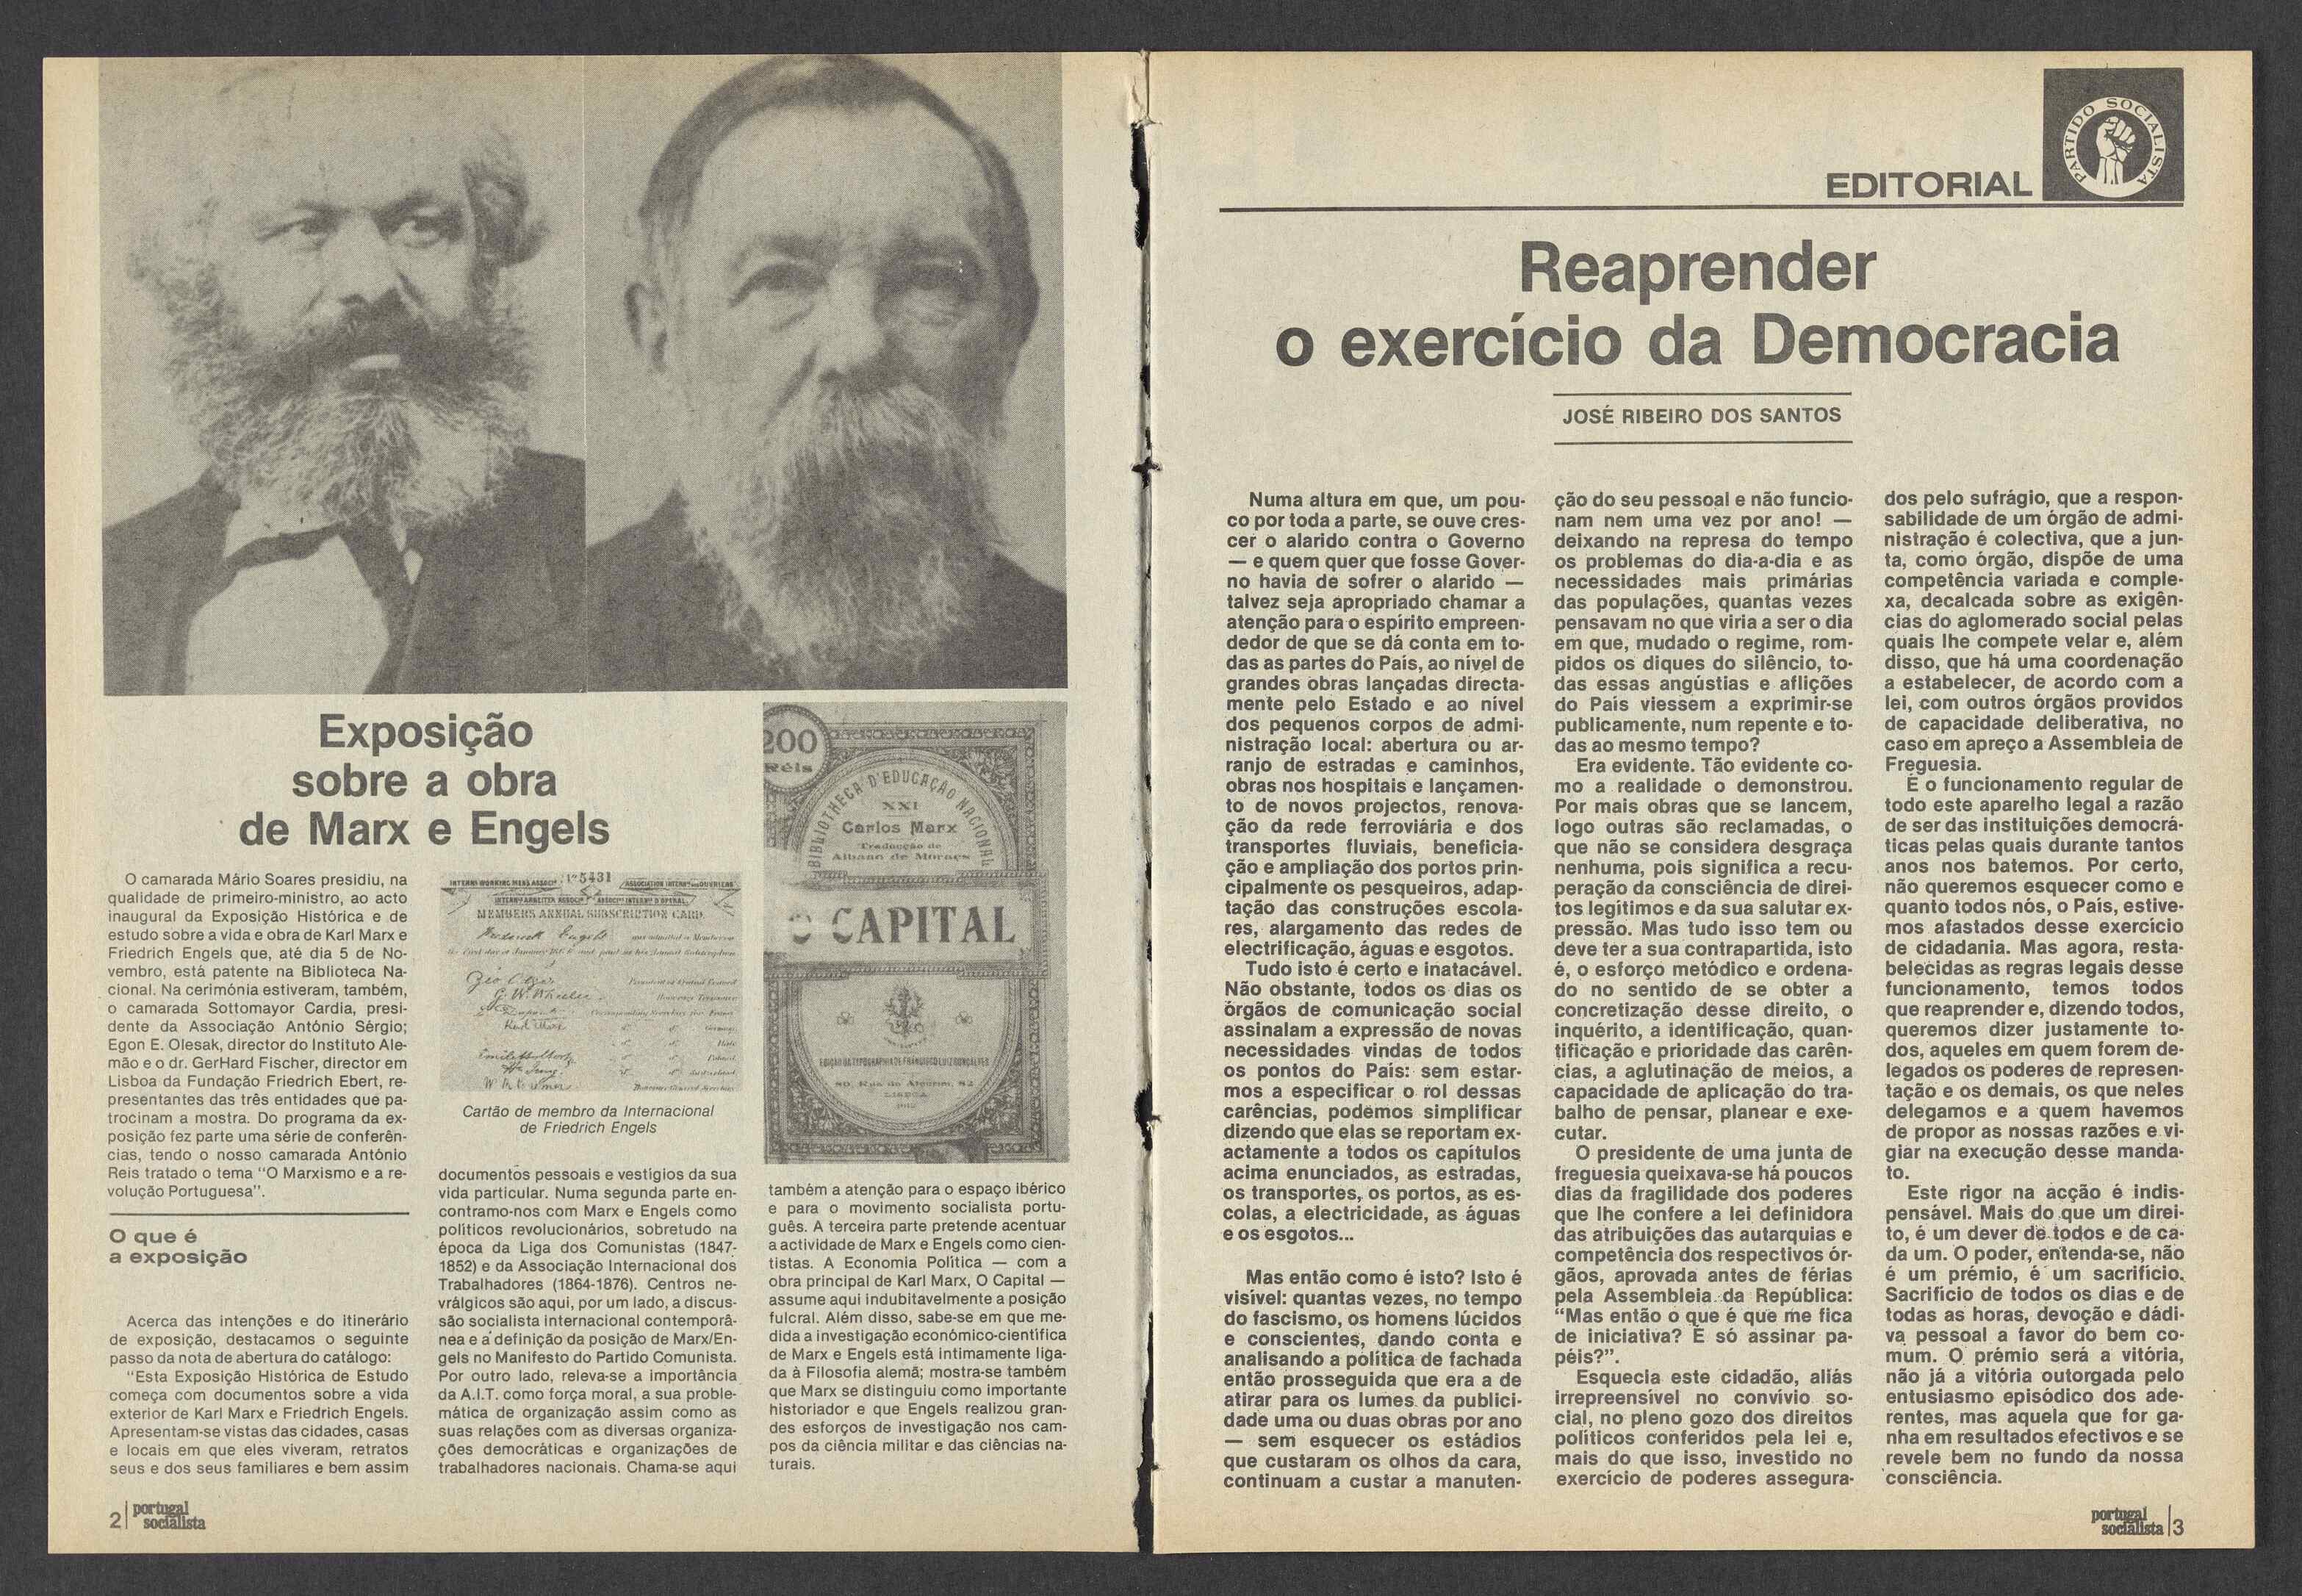 Exposição
sobre a obra
de Marx e Engels
O camarada Mário Soares presidiu, na
qualidade de primeiro-ministro, ao acto
inaugural da Exposição Histórica e de
estudo sobre a vida e obra de Karl Marx e
Friedrich Engels que, até dia 5 de No-
vembro, está patente na Biblioteca Na-
cional. Na cerimónia estiveram, também,
o camarada Sottomayor Cardia, presi-
dente da Associação António Sérgio;
Egon E. Olesak, director do Instituto Ale-
mão e o dr. GerHard Fischer, director em
Lisboa da Fundação Friedrich Ebert, re-
presentantes das três entidades que pa-
trocinam a mostra. Do programa da ex-
posição fez parte uma série de conferên-
cias, tendo o nosso camarada António
Reis tratado o tema "O Marxismo e a re-
volução Portuguesa".
O que é
a exposição
Acerca das intenções e do itinerário
de exposição, destacamos o seguinte
passo da nota de abertura do catálogo:
"Esta Exposição Histórica de Estudo
começa com documentos sobre a vida
exterior de Karl Marx e Friedrich Engels.
Apresentam-se vistas das cidades, casas
e locais em que eles viveram, retratos
seus e dos seus familiares e bem assim
5431
MEMBERS ANNUAL SUBSCRIPTION CARD.
Cartão de membro da Internacional
de Friedrich Engels
documentos pessoais e vestígios da sua
vida particular. Numa segunda parte en-
contramo-nos com Marx e Engels como
políticos revolucionários, sobretudo na
época da Liga dos Comunistas (1847-
1852) e da Associação Internacional dos
Trabalhadores (1864-1876). Centros ne-
vrálgicos são aqui, por um lado, a discus-
são socialista internacional contemporâ-
nea e a definição da posição de Marx/En-
gels no Manifesto do Partido Comunista.
Por outro lado, releva-se a importância
da A.I.T. como força moral, a sua proble-
mática de organização assim como as
suas relações com as diversas organiza-
ções democráticas e organizações de
trabalhadores nacionais. Chama-se aqui
200
Réis
BIBLIOTHECA D'EDUCAÇÃO NACIONAL
XXI
Carlos Marx
Traducção de
Albano de Moraes
O CAPITAL
EDIÇÃO DA TYPOGRAPHIA DE FRANCISCO LUIZ GONÇALVES
80, Rua do Alecrim, 82
LISBOA
1912
também a atenção para o espaço ibérico
e para o movimento socialista portu-
guês. A terceira parte pretende acentuar
a actividade de Marx e Engels como cien-
tistas. A Economia Política — com a
obra principal de Karl Marx, O Capital —
assume aqui indubitavelmente a posição
fulcral. Além disso, sabe-se em que me-
dida a investigação económico-científica
de Marx e Engels está intimamente liga-
da à Filosofia alemã; mostra-se também
que Marx se distinguiu como importante
historiador e que Engels realizou gran-
des esforços de investigação nos cam-
pos da ciência militar e das ciências na-
turais.
2 portugal
socialista
EDITORIAL
PARTIDO SOCIALISTA
Reaprender
o exercício da Democracia
JOSÉ RIBEIRO DOS SANTOS
Numa altura em que, um pou-
co por toda a parte, se ouve cres-
cer o alarido contra o Governo
— e quem quer que fosse Gover-
no havia de sofrer o alarido —
talvez seja apropriado chamar a
atenção para o espírito empreen-
dedor de que se dá conta em to-
das as partes do País, ao nível de
grandes obras lançadas directa-
mente pelo Estado e ao nível
dos pequenos corpos de admi-
nistração local: abertura ou ar-
ranjo de estradas e caminhos,
obras nos hospitais e lançamen-
to de novos projectos, renova-
ção da rede ferroviária e dos
transportes fluviais, beneficia-
ção e ampliação dos portos prin-
cipalmente os pesqueiros, adap-
tação das construções escola-
res, alargamento das redes de
electrificação, águas e esgotos.
Tudo isto é certo e inatacável.
Não obstante, todos os dias os
órgãos de comunicação social
assinalam a expressão de novas
necessidades vindas de todos
os pontos do País: sem estar-
mos a especificar o rol dessas
carências, podemos simplificar
dizendo que elas se reportam ex-
actamente a todos os capítulos
acima enunciados, as estradas,
os transportes, os portos, as es-
colas, a electricidade, as águas
e os esgotos...
Mas então como é isto? Isto é
visível: quantas vezes, no tempo
do fascismo, os homens lúcidos
e conscientes, dando conta e
analisando a política de fachada
então prosseguida que era a de
atirar para os lumes da publici-
dade uma ou duas obras por ano
— sem esquecer os estádios
que custaram os olhos da cara,
continuam a custar a manuten-
ção do seu pessoal e não funcio-
nam nem uma vez por ano! —
deixando na represa do tempo
os problemas do dia-a-dia e as
necessidades mais primárias
das populações, quantas vezes
pensavam no que viria a ser o dia
em que, mudado o regime, rom-
pidos os diques do silêncio, to-
das essas angústias e aflições
do País viessem a exprimir-se
publicamente, num repente e to-
das ao mesmo tempo?
Era evidente. Tão evidente co-
mo a realidade o demonstrou.
Por mais obras que se lancem,
logo outras são reclamadas, o
que não se considera desgraça
nenhuma, pois significa a recu-
peração da consciência de direi-
tos legítimos e da sua salutar ex-
pressão. Mas tudo isso tem ou
deve ter a sua contrapartida, isto
é, o esforço metódico e ordena-
do no sentido de se obter a
concretização desse direito, o
inquérito, a identificação, quan-
tificação e prioridade das carên-
cias, a aglutinação de meios, a
capacidade de aplicação do tra-
balho de pensar, planear e exe-
cutar.
O presidente de uma junta de
freguesia queixava-se há poucos
dias da fragilidade dos poderes
que lhe confere a lei definidora
das atribuições das autarquias e
competência dos respectivos ór-
gãos, aprovada antes de férias
pela Assembleia da República:
"Mas então o que é que me fica
de iniciativa? É só assinar pa-
péis?".
Esquecia este cidadão, aliás
irrepreensível no convívio so-
cial, no pleno gozo dos direitos
políticos conferidos pela lei e,
mais do que isso, investido no
exercício de poderes assegura-
dos pelo sufrágio, que a respon-
sabilidade de um órgão de admi-
nistração é colectiva, que a jun-
ta, como órgão, dispõe de uma
competência variada e comple-
xa, decalcada sobre as exigên-
cias do aglomerado social pelas
quais lhe compete velar e, além
disso, que há uma coordenação
a estabelecer, de acordo com a
lei, com outros órgãos providos
de capacidade deliberativa, no
caso em apreço a Assembleia de
Freguesia.
É o funcionamento regular de
todo este aparelho legal a razão
de ser das instituições democrá-
ticas pelas quais durante tantos
anos nos batemos. Por certo,
não queremos esquecer como e
quanto todos nós, o País, estive-
mos afastados desse exercício
de cidadania. Mas agora, resta-
belecidas as regras legais desse
funcionamento, temos todos
que reaprender e, dizendo todos,
queremos dizer justamente to-
dos, aqueles em quem forem de-
legados os poderes de represen-
tação e os demais, os que neles
delegamos e a quem havemos
de propor as nossas razões e vi-
giar na execução desse manda-
to.
Este rigor na acção é indis-
pensável. Mais do que um direi-
to, é um dever de todos e de ca-
da um. O poder, entenda-se, não
é um prémio, é um sacrifício.
Sacrifício de todos os dias e de
todas as horas, devoção e dádi-
va pessoal a favor do bem co-
mum. O prémio será a vitória,
não já a vitória outorgada pelo
entusiasmo episódico dos ade-
rentes, mas aquela que for ga-
nha em resultados efectivos e se
revele bem no fundo da nossa
consciência.
portugal
socialista 3